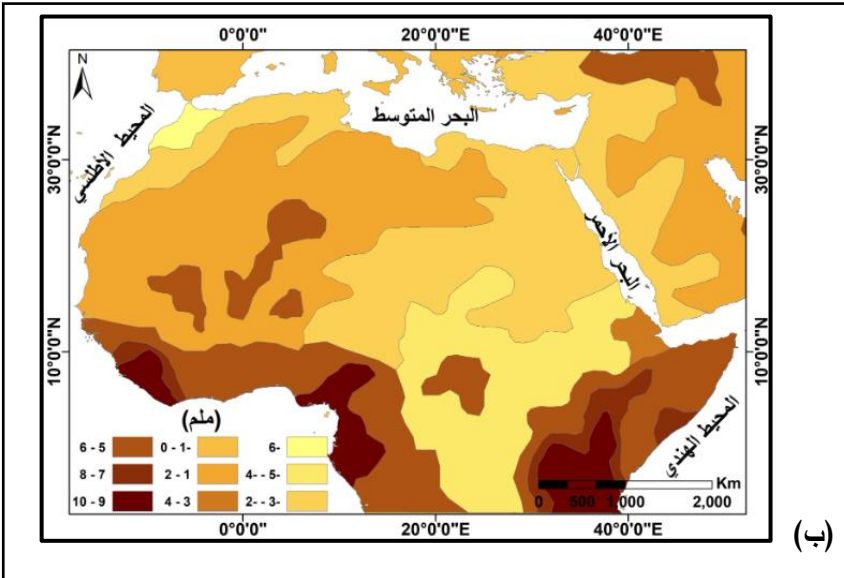 0°0'0" 20°0'0"E 40°0'0"E
N
المحيط الأطلسي
البحر المتوسط
30°0'0"N
30°0'0"N
البحر الأحمر
10°0'0"N
10°0'0"N
المحيط الهندي
(ملم)
6 - 5 0 - 1- 6-
8 - 7 2 - 1 4- -5-
10 - 9 4 - 3 2- -3-
Km
0 500 1,000 2,000
0°0'0" 20°0'0"E 40°0'0"E
(ب)